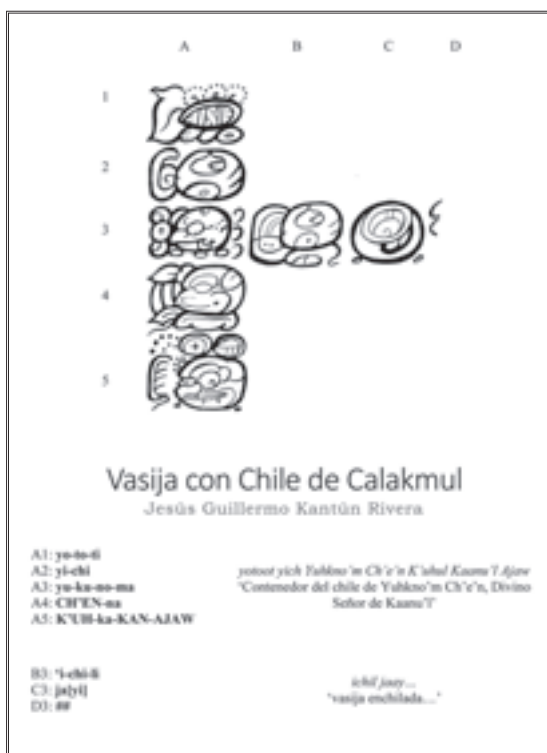 A B C D
1
2
3
4
5
Vasija con Chile de Calakmul
Jesús Guillermo Kantún Rivera
A1: yo-to-ti
A2: yi-chi
A3: yu-ku-no-ma
A4: CH'EN-na
A5: K'UH-ka-KAN-AJAW
yotoot yich Yuhkno'm Ch'e'n K'uhul Kaanu'l Ajaw
'Contenedor del chile de Yuhkno'm Ch'e'n, Divino
Señor de Kaanu'l'
B3: 'i-chi-li
C3: ja[yi]
D3: ##
ichil jaay...
'vasija enchilada...'